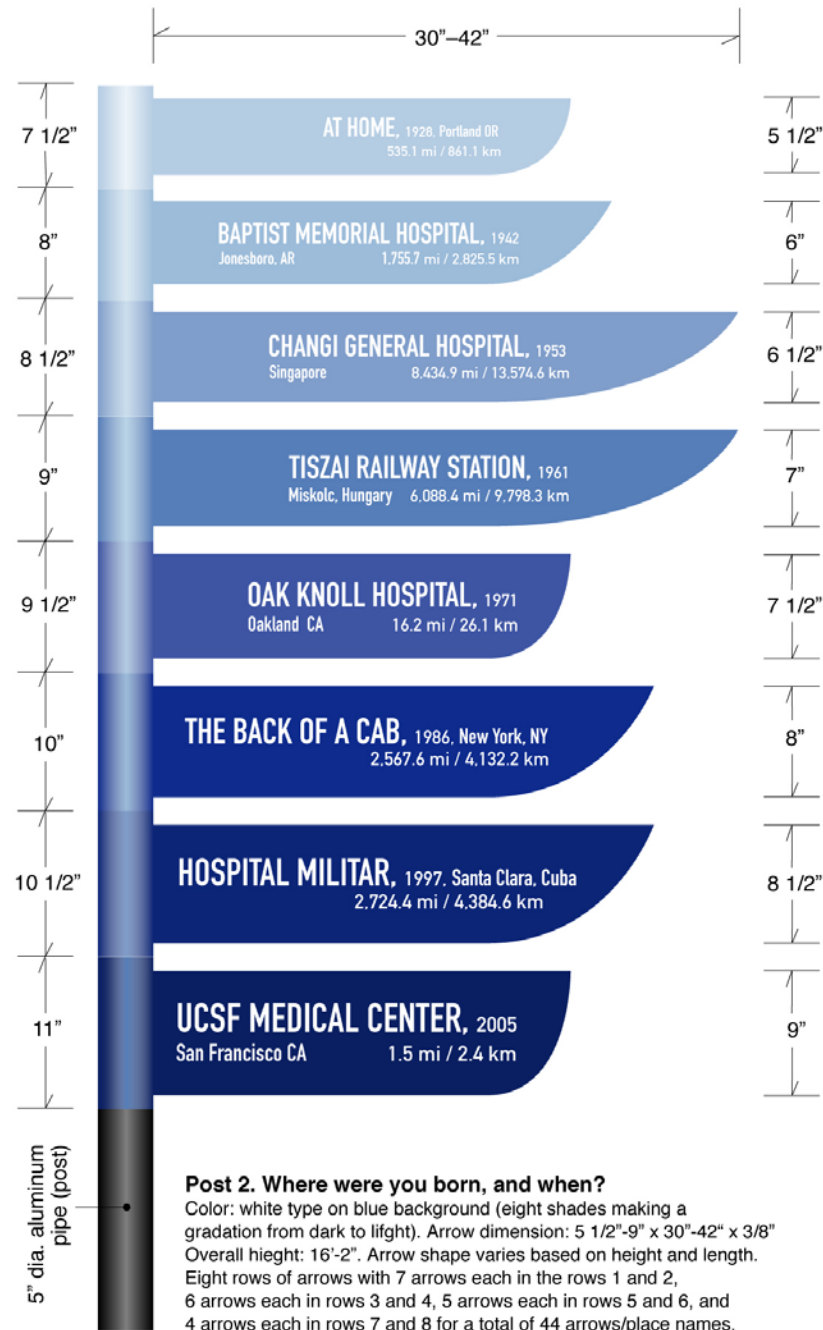 30”–42”
7 1/2”
AT HOME, 1928, Portland OR
535.1 mi / 861.1 km
5 1/2”
8”
BAPTIST MEMORIAL HOSPITAL, 1942
Jonesboro, AR 1,755.7 mi / 2,825.5 km
6”
8 1/2”
CHANGI GENERAL HOSPITAL, 1953
Singapore 8,434.9 mi / 13,574.6 km
6 1/2”
9”
TISZAI RAILWAY STATION, 1961
Miskolc, Hungary 6,088.4 mi / 9,798.3 km
7”
9 1/2”
OAK KNOLL HOSPITAL, 1971
Oakland CA 16.2 mi / 26.1 km
7 1/2”
10”
THE BACK OF A CAB, 1986, New York, NY
2,567.6 mi / 4,132.2 km
8”
10 1/2”
HOSPITAL MILITAR, 1997, Santa Clara, Cuba
2,724.4 mi / 4,384.6 km
8 1/2”
11”
UCSF MEDICAL CENTER, 2005
San Francisco CA 1.5 mi / 2.4 km
9”
5” dia. aluminum
pipe (post)
Post 2. Where were you born, and when?
Color: white type on blue background (eight shades making a
gradation from dark to lifght). Arrow dimension: 5 1/2”-9” x 30”-42“ x 3/8”
Overall hieght: 16’-2”. Arrow shape varies based on height and length.
Eight rows of arrows with 7 arrows each in the rows 1 and 2,
6 arrows each in rows 3 and 4, 5 arrows each in rows 5 and 6, and
4 arrows each in rows 7 and 8 for a total of 44 arrows/place names.